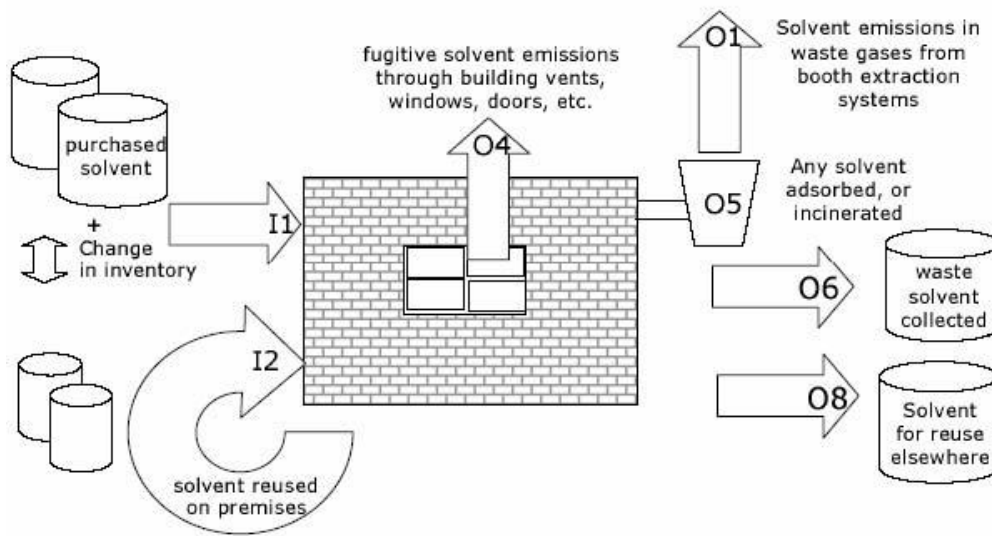 fugitive solvent emissions
through building vents,
windows, doors, etc.
O4
O1
Solvent emissions in
waste gases from
booth extraction
systems
purchased
solvent
+
Change
in inventory
I1
O5
Any solvent
adsorbed, or
incinerated
O6
waste
solvent
collected
I2
O8
Solvent
for reuse
elsewhere
solvent reused
on premises